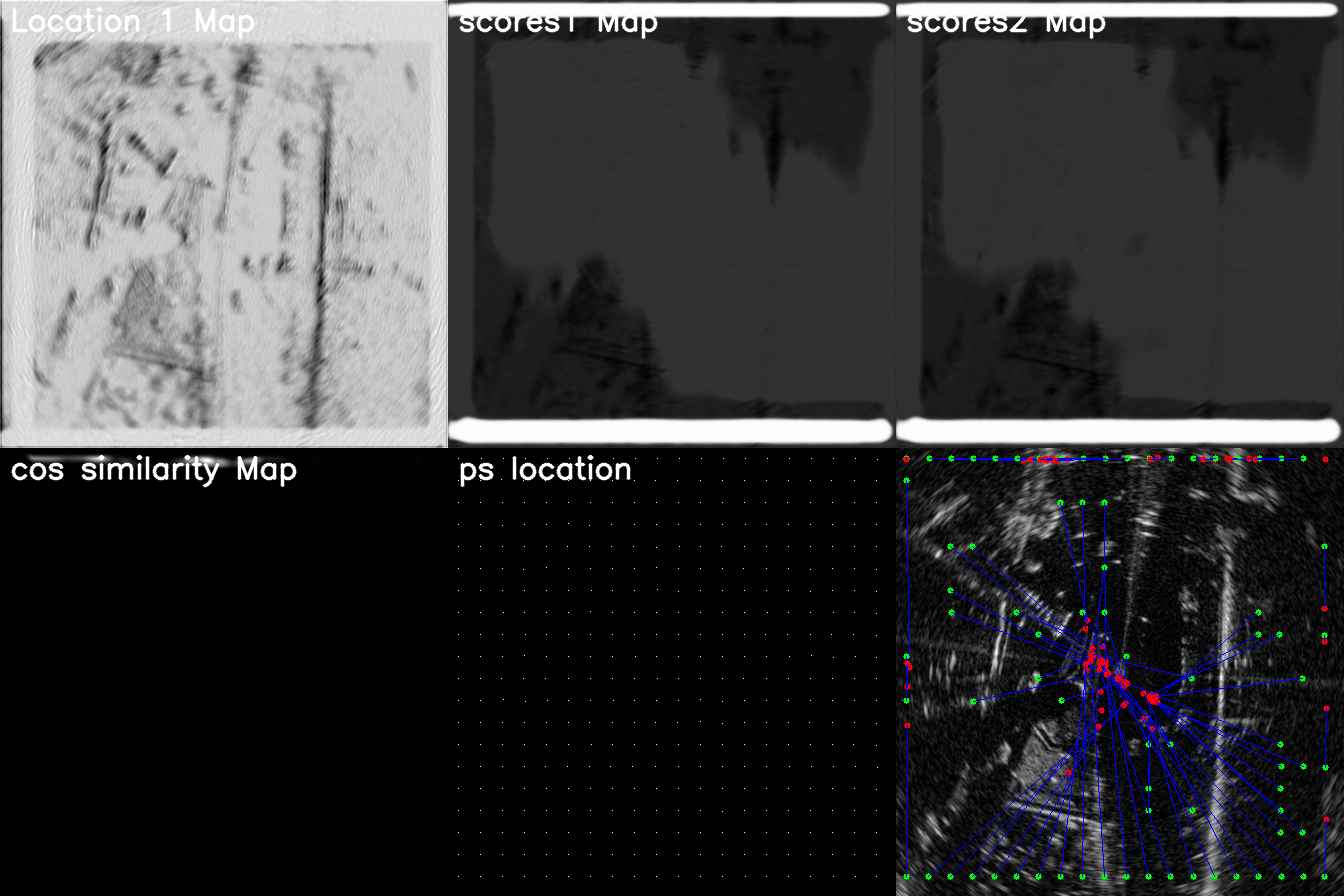 Location 1 Map
scores1 Map
scores2 Map
cos similarity Map
ps location